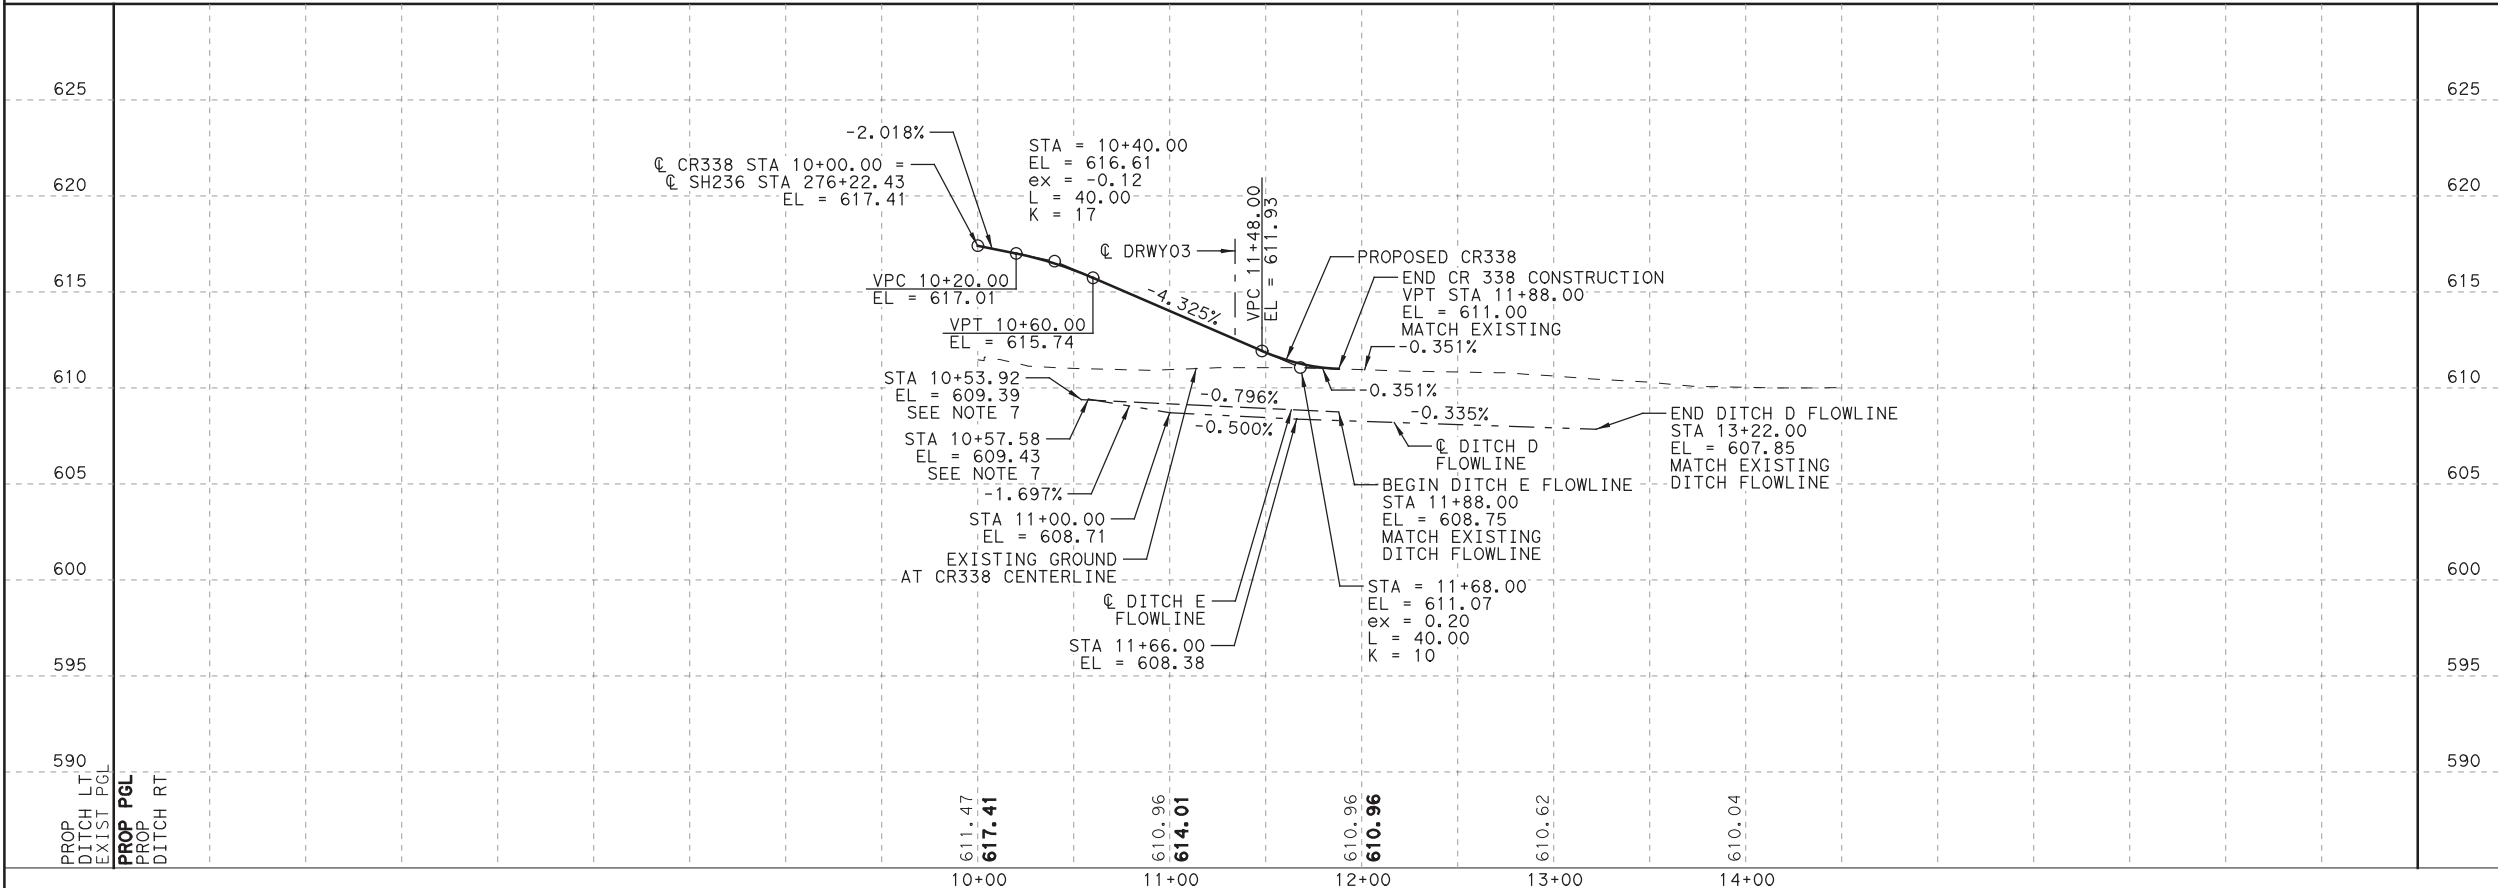 625
625
620
620
615
615
610
610
605
605
600
600
595
595
590
590
-2.018%
℄ CR338 STA 10+00.00 =
℄ SH236 STA 276+22.43
EL = 617.41
STA = 10+40.00
EL = 616.61
ex = -0.12
L = 40.00
K = 17
℄ DRWY03
VPC 11+48.00
EL = 611.93
PROPOSED CR338
END CR 338 CONSTRUCTION
VPT STA 11+88.00
EL = 611.00
MATCH EXISTING
-0.351%
VPC 10+20.00
EL = 617.01
VPT 10+60.00
EL = 615.74
-4.325%
STA 10+53.92
EL = 609.39
SEE NOTE 7
STA 10+57.58
EL = 609.43
SEE NOTE 7
-1.697%
STA 11+00.00
EL = 608.71
EXISTING GROUND
AT CR338 CENTERLINE
-0.796%
-0.500%
-0.351%
-0.335%
℄ DITCH D
FLOWLINE
END DITCH D FLOWLINE
STA 13+22.00
EL = 607.85
MATCH EXISTING
DITCH FLOWLINE
BEGIN DITCH E FLOWLINE
STA 11+88.00
EL = 608.75
MATCH EXISTING
DITCH FLOWLINE
℄ DITCH E
FLOWLINE
STA 11+66.00
EL = 608.38
STA = 11+68.00
EL = 611.07
ex = 0.20
L = 40.00
K = 10
PROP
DITCH LT
EXIST PGL
PROP PGL
PROP
DITCH RT
611.47
617.41
610.96
614.01
610.96
610.96
610.62
610.04
10+00
11+00
12+00
13+00
14+00